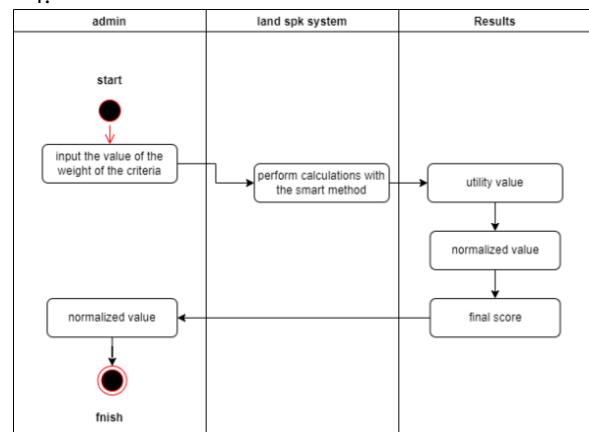 admin
land spk system
Results
start
input the value of the
weight of the criteria
perform calculations with
the smart method
utility value
normalized value
normalized value
final score
fnish